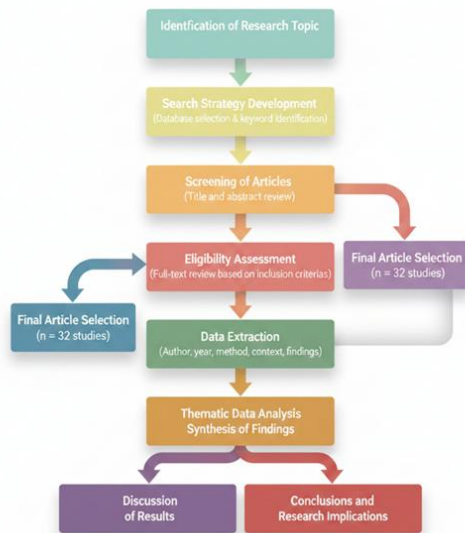 Identfication of Research Topic
Search Strategy Development
(Database selection & keyword identification)
Screening of Articles
(Title and abstract review)
Eligibility Assessment
(Full-text review based on inclusion criterias)
Final Article Selection
(n = 32 studies)
Final Article Selection
(n = 32 studies)
Data Extraction
(Author, year, method, context, findings)
Thematic Data Analysis
Synthesis of Findings
Discussion
of Results
Conclusions and
Research Implications